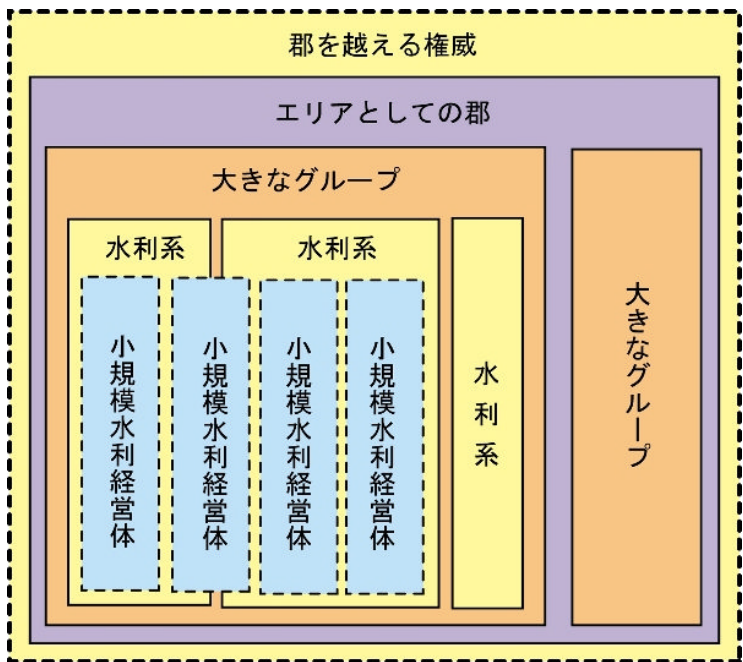 郡を越える権威
エリアとしての郡
大きなグループ
水利系
水利系
小規模水利経営体
小規模水利経営体
小規模水利経営体
小規模水利経営体
水利系
大きなグループ